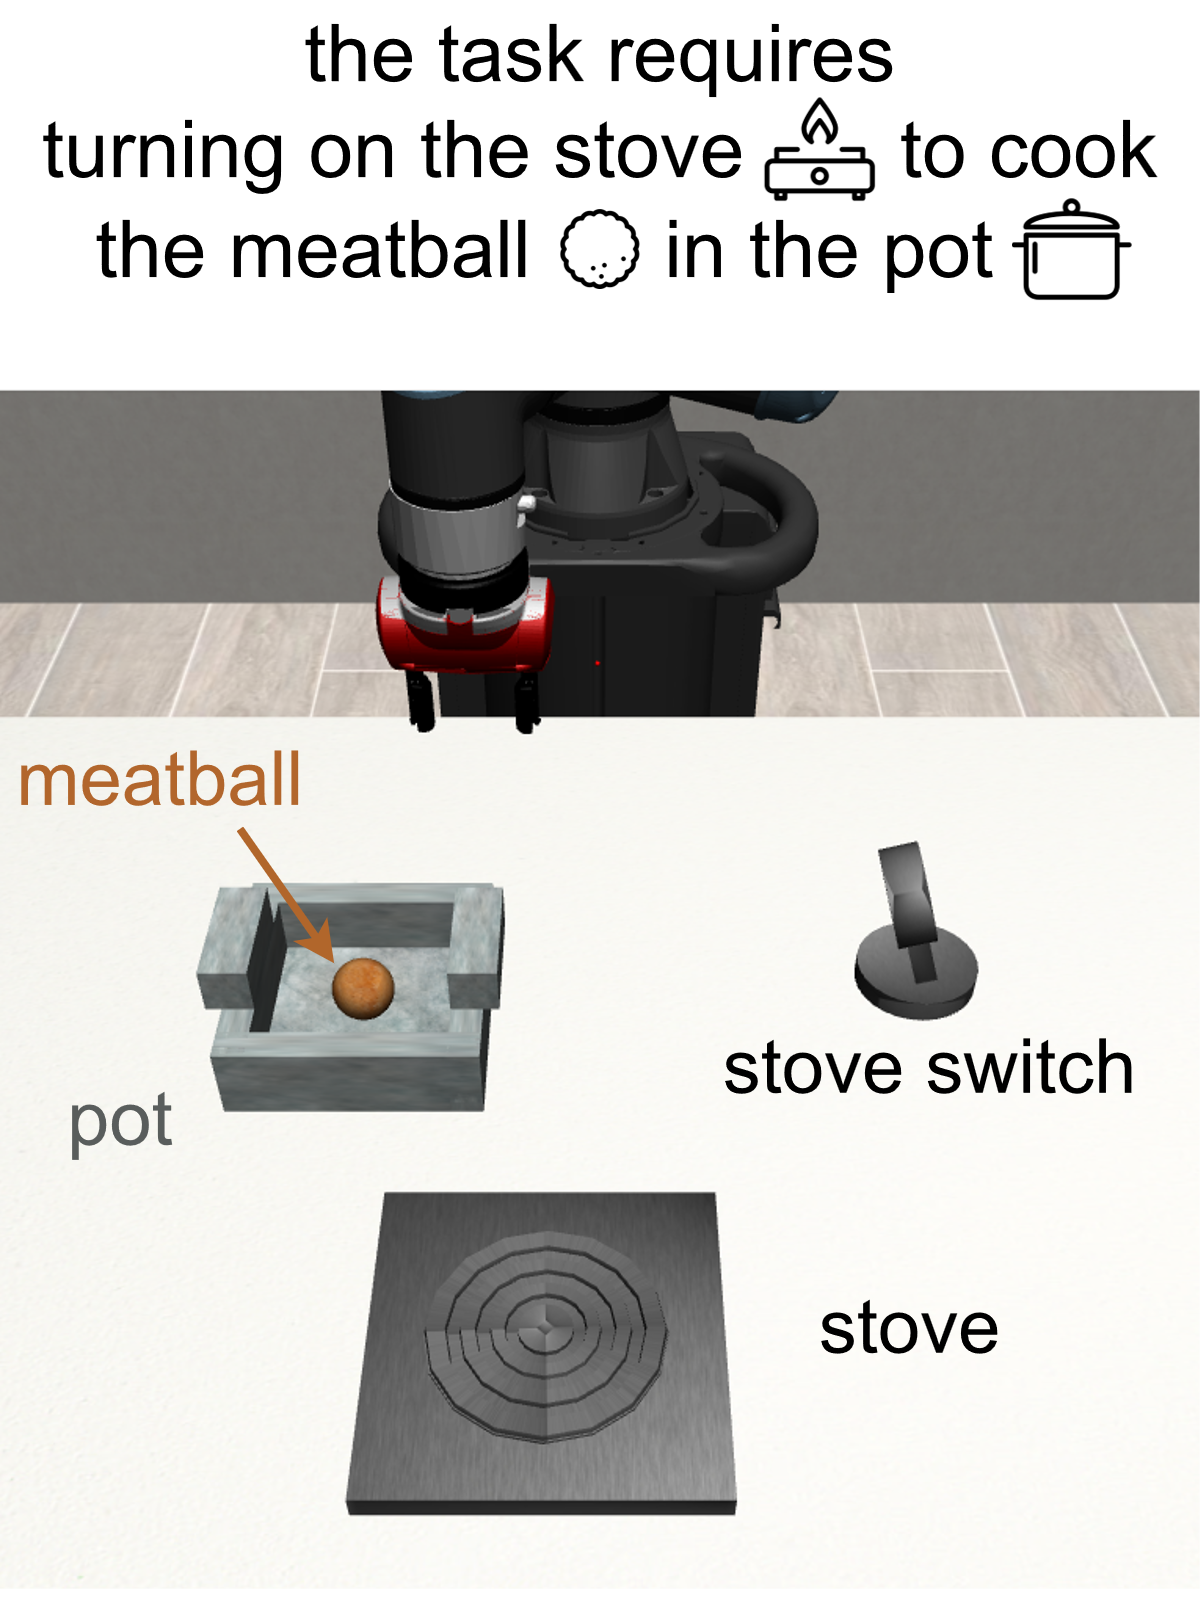 the task requires
turning on the stove to cook
the meatball in the pot
meatball
stove switch
pot
stove